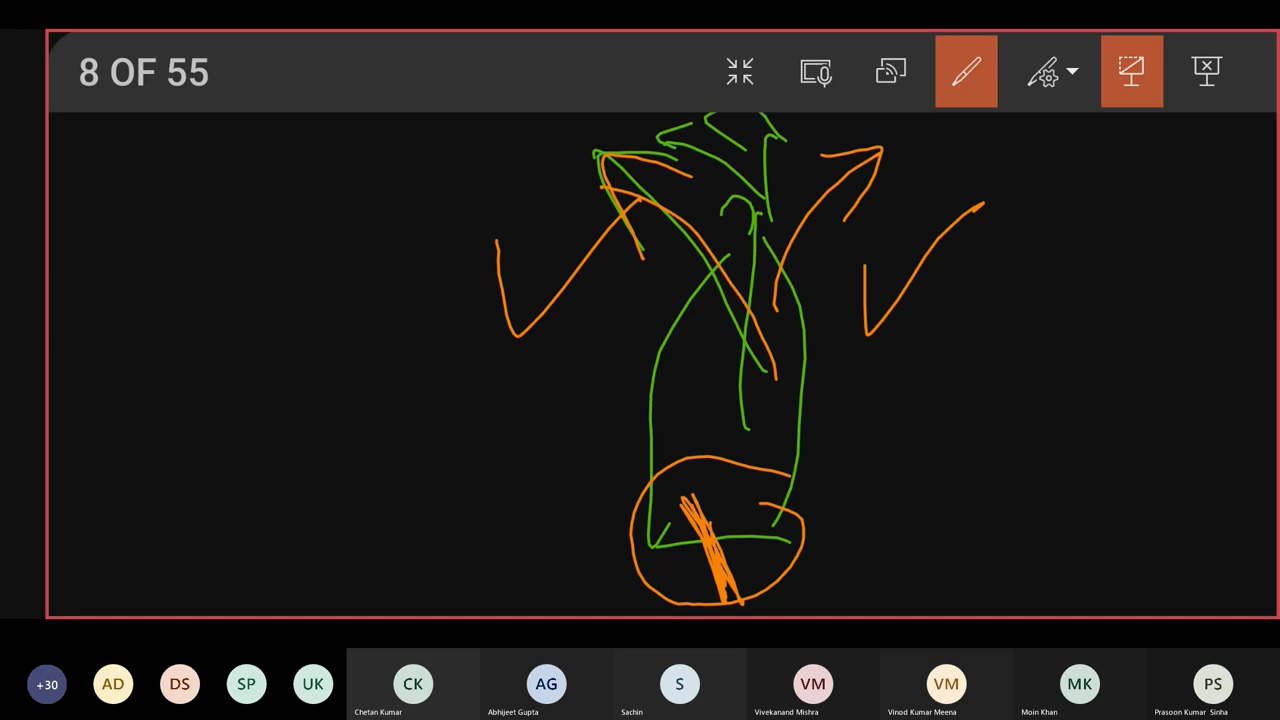 8 OF 55
+30
AD
DS
SP
UK
CK
AG
S
VM
VM
MK
PS
Chetan Kumar
Abhijeet Gupta
Sachin
Vivekanand Mishra
Vinod Kumar Meena
Moin Khan
Prasoon Kumar Sinha